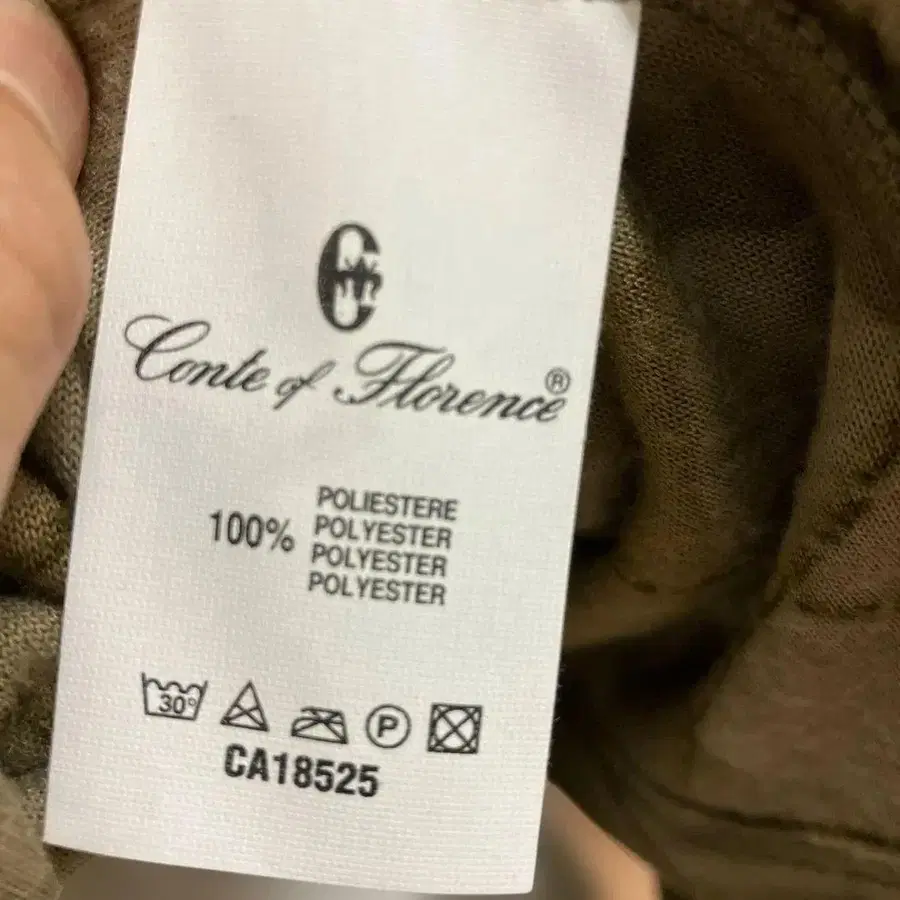 Conte of Florence®
100%
POLIESTERE
POLYESTER
POLYESTER
POLYESTER
30°
P
CA18525